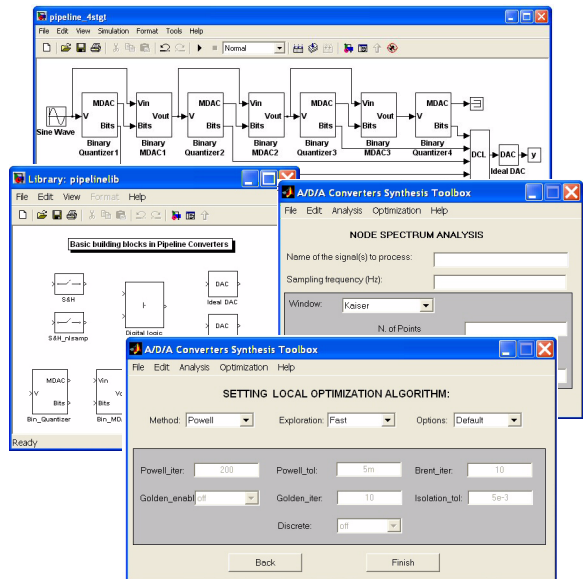 pipeline_4stgt
File Edit View Simulation Format Tools Help
Normal
MDAC Vin MDAC Vin MDAC Vin MDAC
V Vout V Vout V Vout V
Bits Bits Bits Bits Bits Bits Bits
Sine Wave
Binary Quantizer1
Binary MDAC1
Binary Quantizer2
Binary MDAC2
Binary Quantizer3
Binary MDAC3
Binary Quantizer4
DCL DAC y
Ideal DAC
Library: pipelinelib
File Edit View Format Help
Basic building blocks in Pipeline Converters
S&H
S&H_nlsamp
Digital logic
DAC
Ideal DAC
DAC
MDAC
V
Bits
Bin_Quantizer
Vin
Bits
Bin_MD
Ready
A/D/A Converters Synthesis Toolbox
File Edit Analysis Optimization Help
NODE SPECTRUM ANALYSIS
Name of the signal(s) to process:
Sampling frequency (Hz):
Window: Kaiser
N. of Points
A/D/A Converters Synthesis Toolbox
File Edit Analysis Optimization Help
SETTING LOCAL OPTIMIZATION ALGORITHM:
Method: Powell Exploration: Fast Options: Default
Powell_iter: 200 Powell_tol: 5m Brent_iter: 10
Golden_enabl off Golden_iter: 10 Isolation_tol: 5e-3
Discrete: off
Back Finish